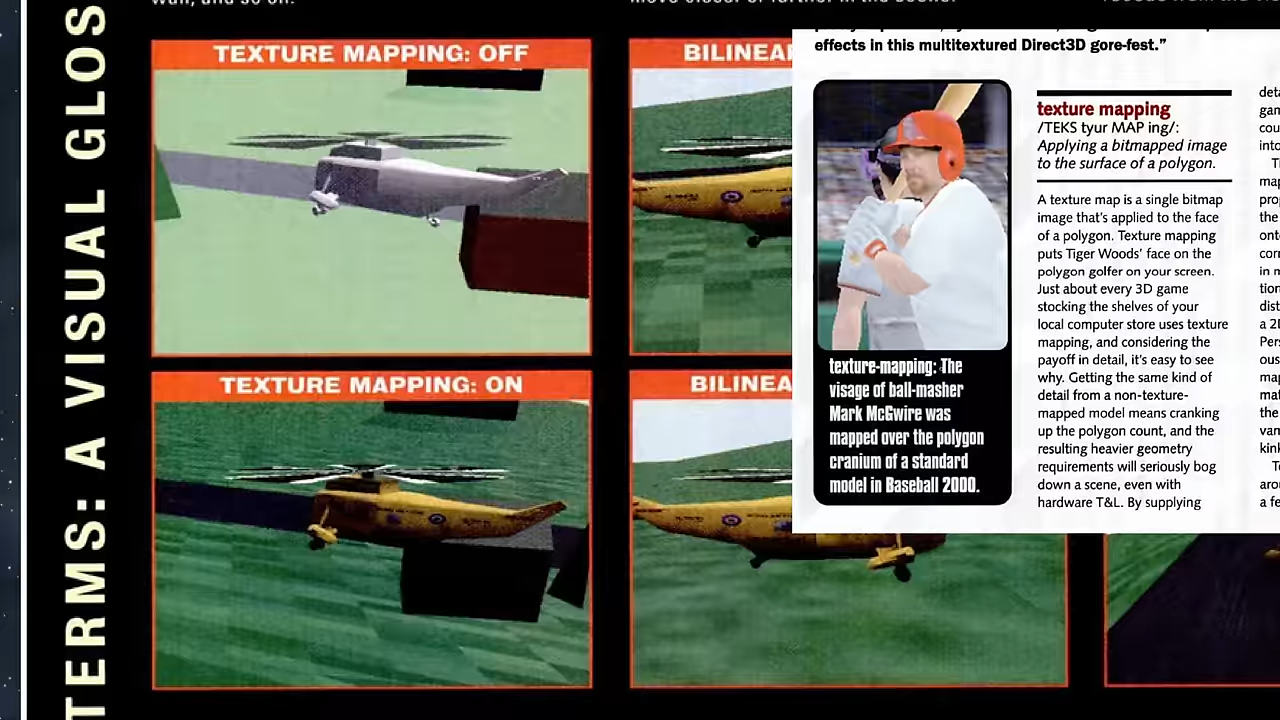 TERMS: A VISUAL GLOS
TEXTURE MAPPING: OFF
BILINEA
TEXTURE MAPPING: ON
BILINEA
effects in this multitextured Direct3D gore-fest.”
texture-mapping: The
visage of ball-masher
Mark McGwire was
mapped over the polygon
cranium of a standard
model in Baseball 2000.
texture mapping
/TEKS tyur MAP ing/:
Applying a bitmapped image
to the surface of a polygon.
A texture map is a single bitmap
image that's applied to the face
of a polygon. Texture mapping
puts Tiger Woods' face on the
polygon golfer on your screen.
Just about every 3D game
stocking the shelves of your
local computer store uses texture
mapping, and considering the
payoff in detail, it's easy to see
why. Getting the same kind of
detail from a non-texture-
mapped model means cranking
up the polygon count, and the
resulting heavier geometry
requirements will seriously bog
down a scene, even with
hardware T&L. By supplying